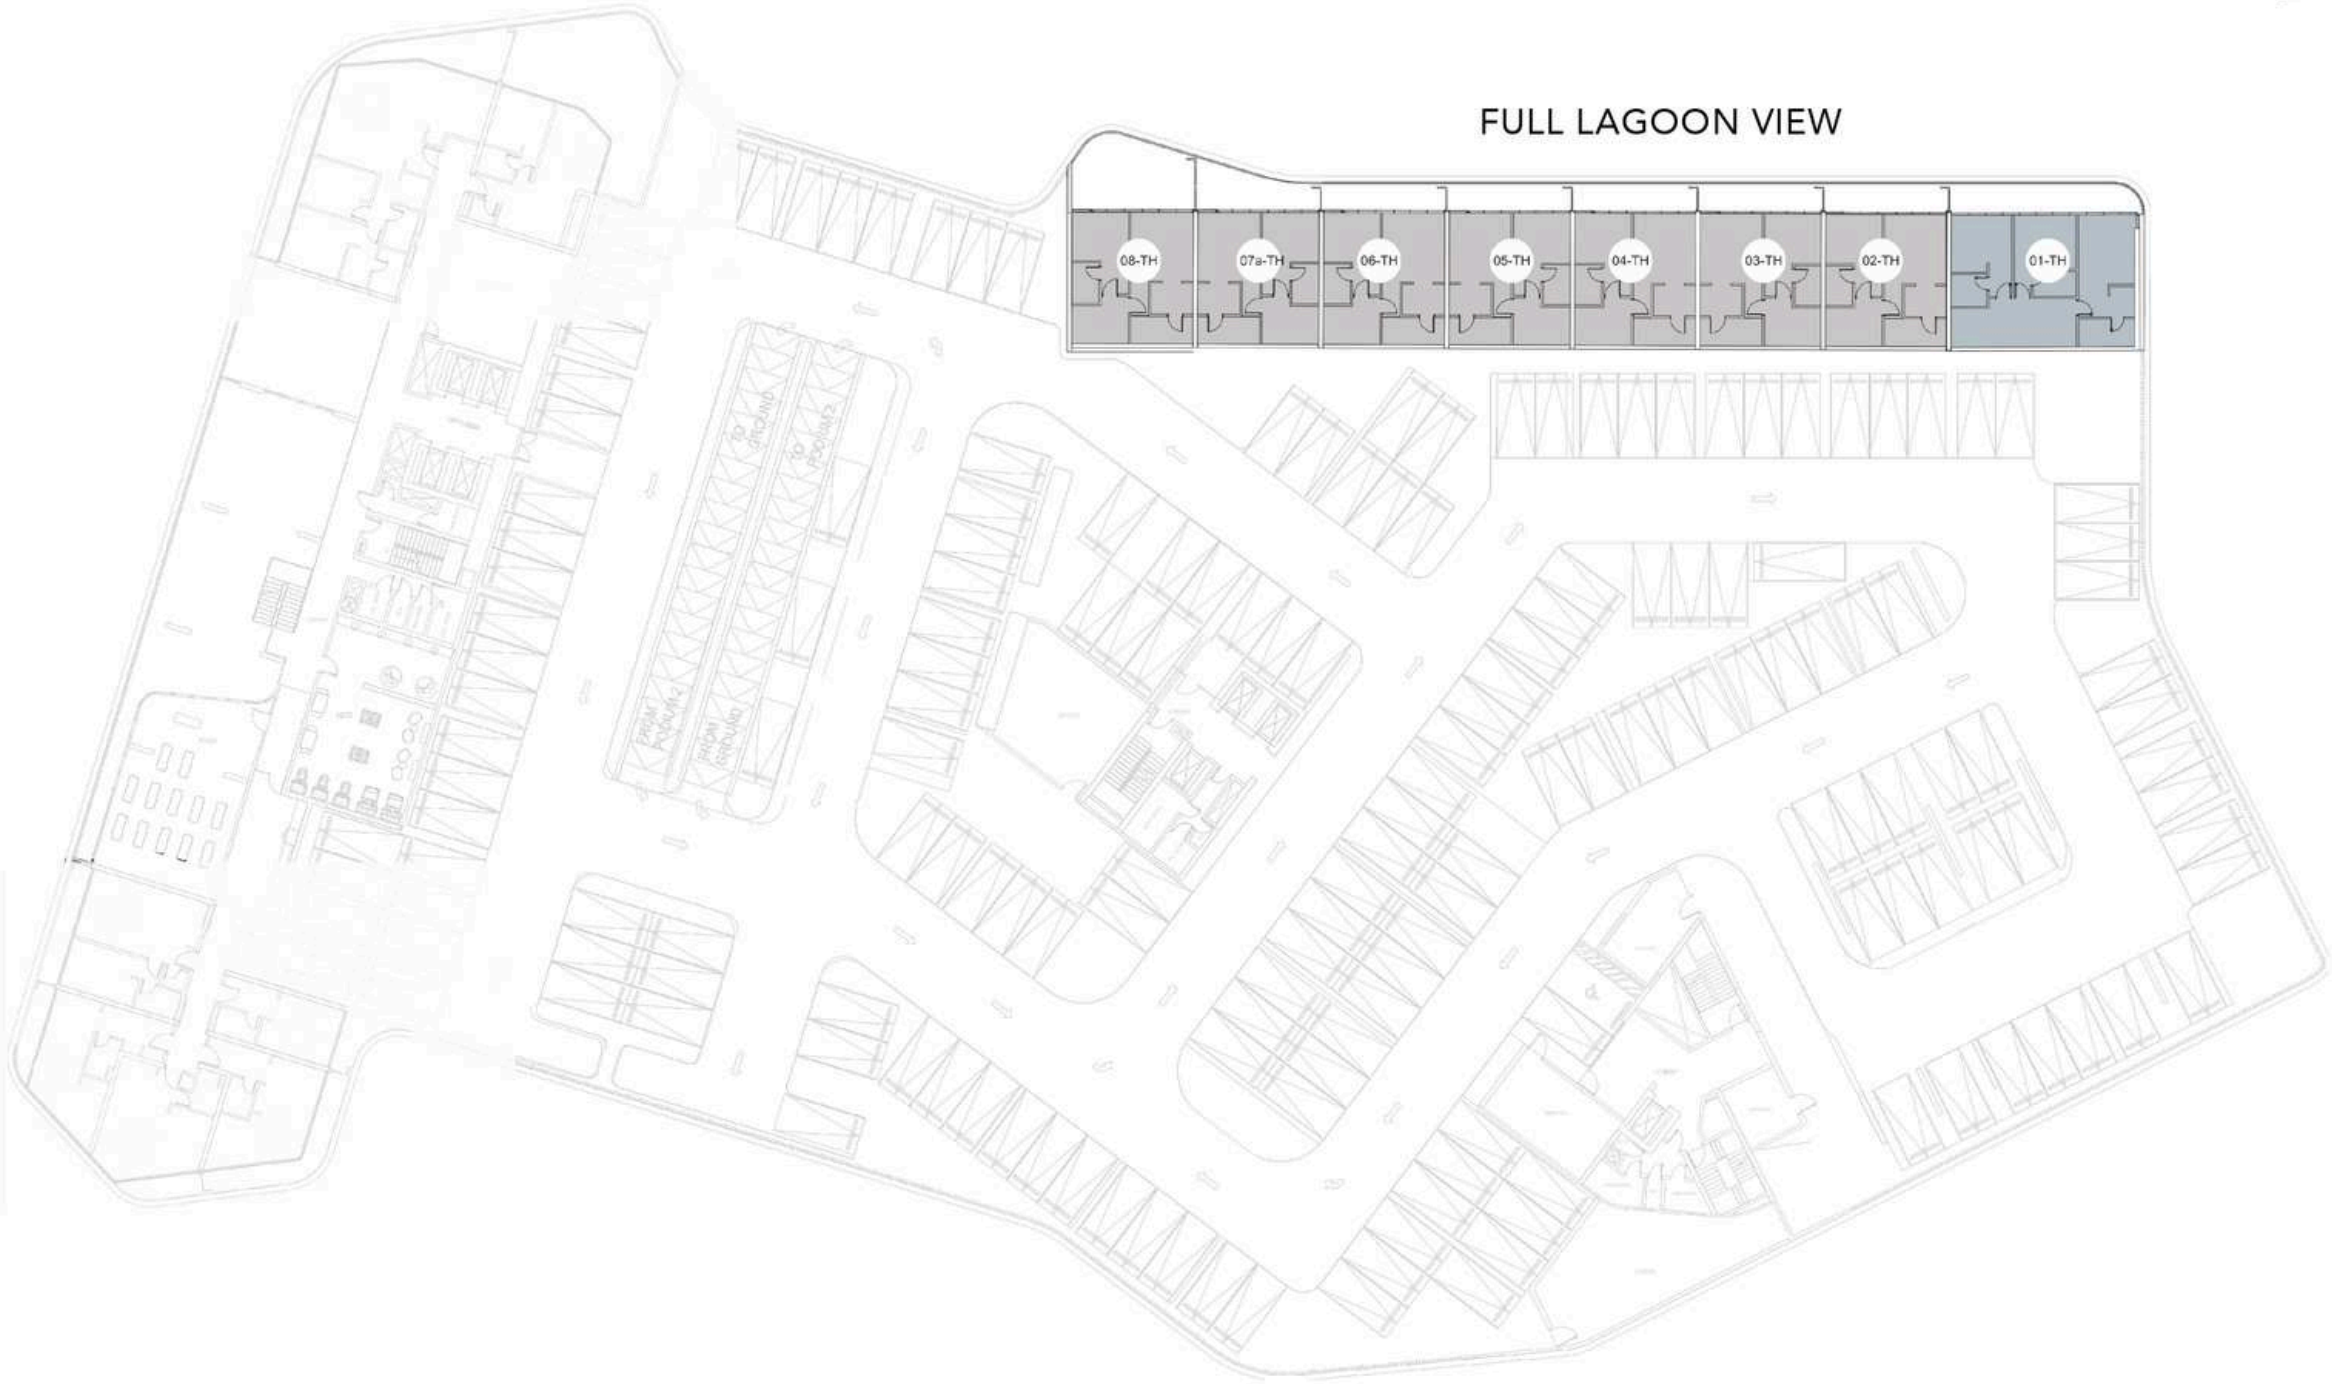 FULL LAGOON VIEW
08-TH
07a-TH
06-TH
05-TH
04-TH
03-TH
02-TH
01-TH
TO
GROUND
TO
PODIUM 2
FROM
PODIUM 2
FROM
GROUND